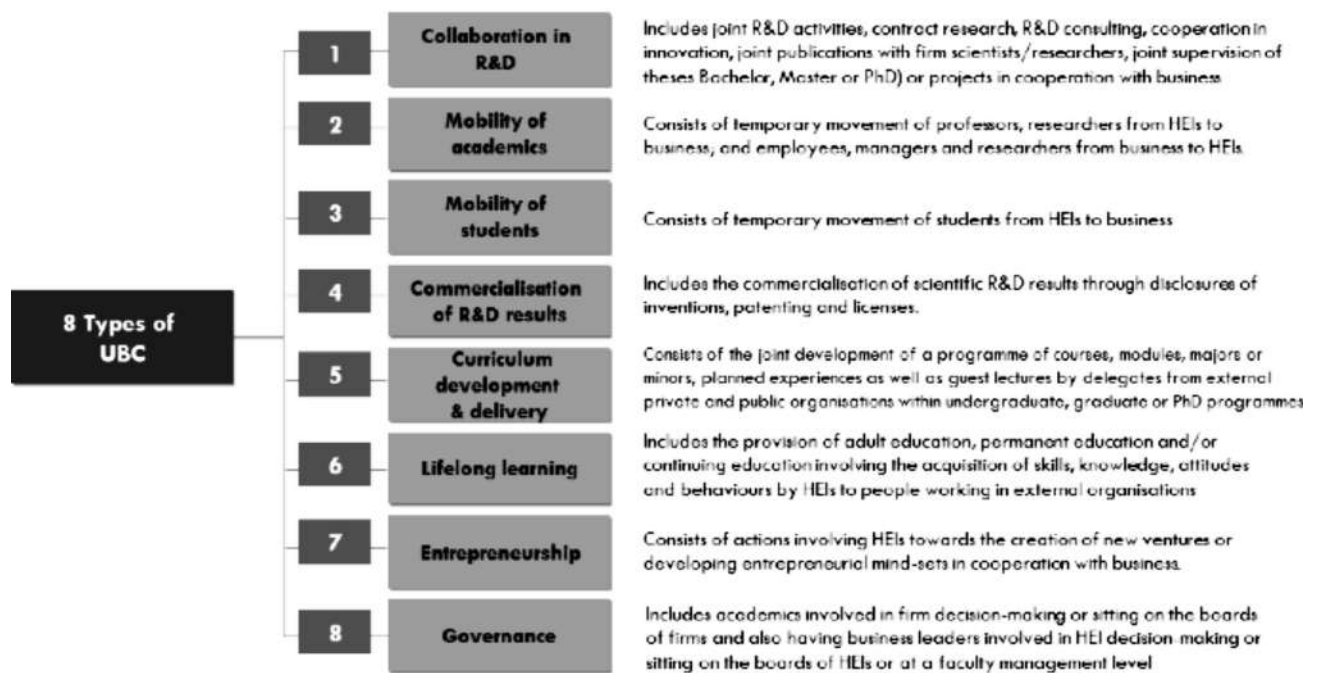 8 Types of
UBC
1
Collaboration in
R&D
Includes joint R&D activities, contract research, R&D consulting, cooperation in
innovation, joint publications with firm scientists/researchers, joint supervision of
theses Bachelor, Master or PhD) or projects in cooperation with business
2
Mobility of
academics
Consists of temporary movement of professors, researchers from HEIs to
business; and employees, managers and researchers from business to HEIs
3
Mobility of
students
Consists of temporary movement of students from HEIs to business
4
Commercialisation
of R&D results
Includes the commercialisation of scientific R&D results through disclosures of
inventions, patenting and licenses.
5
Curriculum
development
& delivery
Consists of the joint development of a programme of courses, modules, majors or
minors, planned experiences as well as guest lectures by delegates from external
private and public organisations within undergraduate, graduate or PhD programmes
6
Lifelong learning
Includes the provision of adult education, permanent education and/or
continuing education involving the acquisition of skills, knowledge, attitudes
and behaviours by HEIs to people working in external organisations
7
Entrepreneurship
Consists of actions involving HEIs towards the creation of new ventures or
developing entrepreneurial mind-sets in cooperation with business.
8
Governance
Includes academics involved in firm decision-making or sitting on the boards
of firms and also having business leaders involved in HEI decision-making or
sitting on the boards of HEIs or at a faculty management level